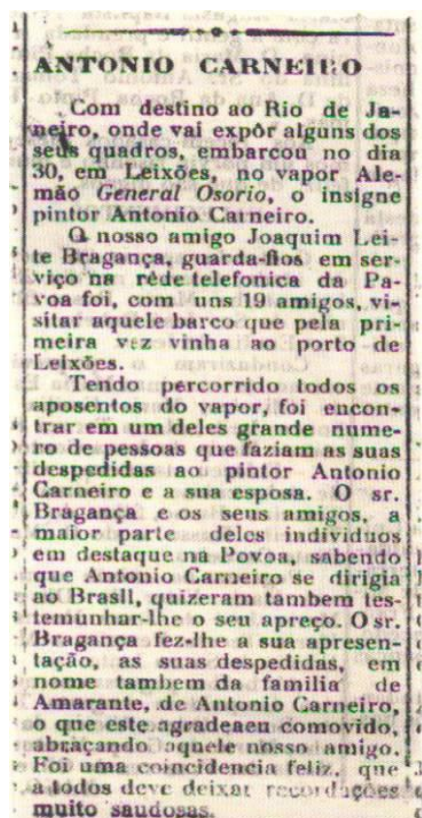 ANTONIO CARNEIRO
Com destino ao Rio de Ja-
neiro, onde vai expôr alguns dos
seus quadros, embarcou no dia
30, em Leixões, no vapor Ale-
mão General Osorio, o insigne
pintor Antonio Carneiro.
O nosso amigo Joaquim Lei-
te Bragança, guarda-fios em ser-
viço na rêde telefonica da Pa-
voa foi, com uns 19 amigos, vi-
sitar aquele barco que pela pri-
meira vez vinha ao porto de
Leixões.
Tendo percorrido todos os
aposentos do vapor, foi encon-
trar em um deles grande nume-
ro de pessoas que faziam as suas
despedidas ao pintor Antonio
Carneiro e a sua esposa. O sr.
Bragança e os seus amigos, a
maior parte deles individuos
em destaque na Povoa, sabendo
que Antonio Carneiro se dirigia
ao Brasil, quizeram tambem tes-
temunhar-lhe o seu apreço. O sr.
Bragança fez-lhe a sua apresen-
tação, as suas despedidas, em
nome tambem da familia de
Amarante, de Antonio Carneiro,
o que este agradeaeu comovido,
abraçando aquele nosso amigo.
Foi uma coincidencia feliz, que
a todos deve deixar recordações
muito saudosas.